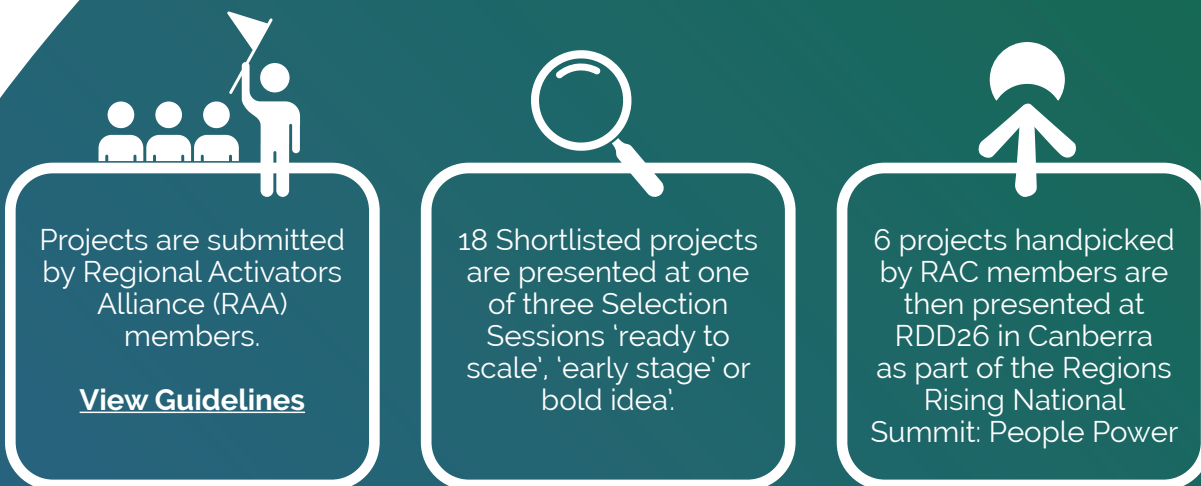 Projects are submitted
by Regional Activators
Alliance (RAA)
members.
View Guidelines
18 Shortlisted projects
are presented at one
of three Selection
Sessions ‘ready to
scale’, ‘early stage’ or
bold idea’.
6 projects handpicked
by RAC members are
then presented at
RDD26 in Canberra
as part of the Regions
Rising National
Summit: People Power